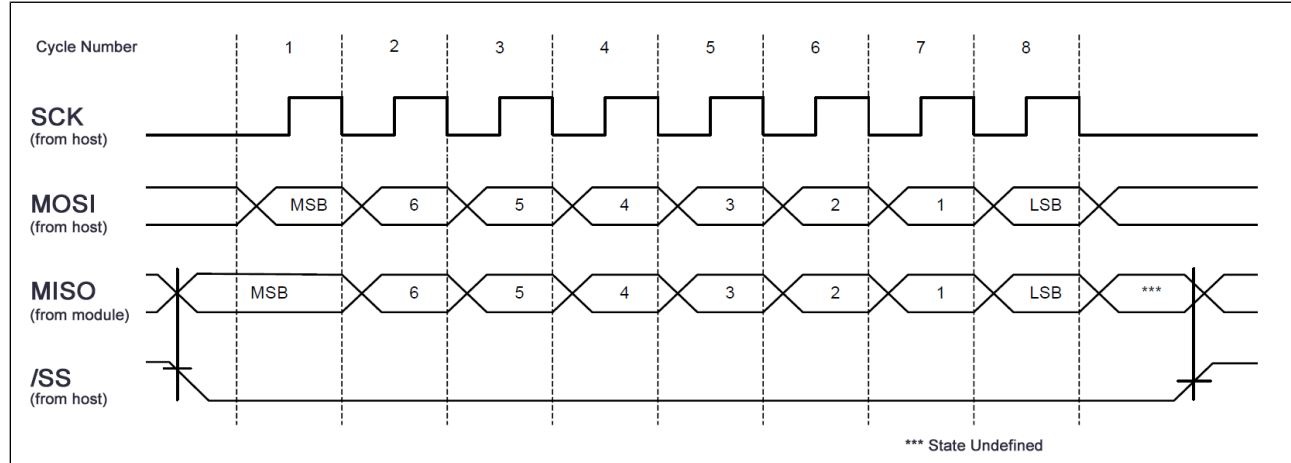 Cycle Number 1 2 3 4 5 6 7 8
SCK
(from host)
MOSI
(from host)
MSB 6 5 4 3 2 1 LSB
MISO
(from module)
MSB 6 5 4 3 2 1 LSB ***
/SS
(from host)
*** State Undefined